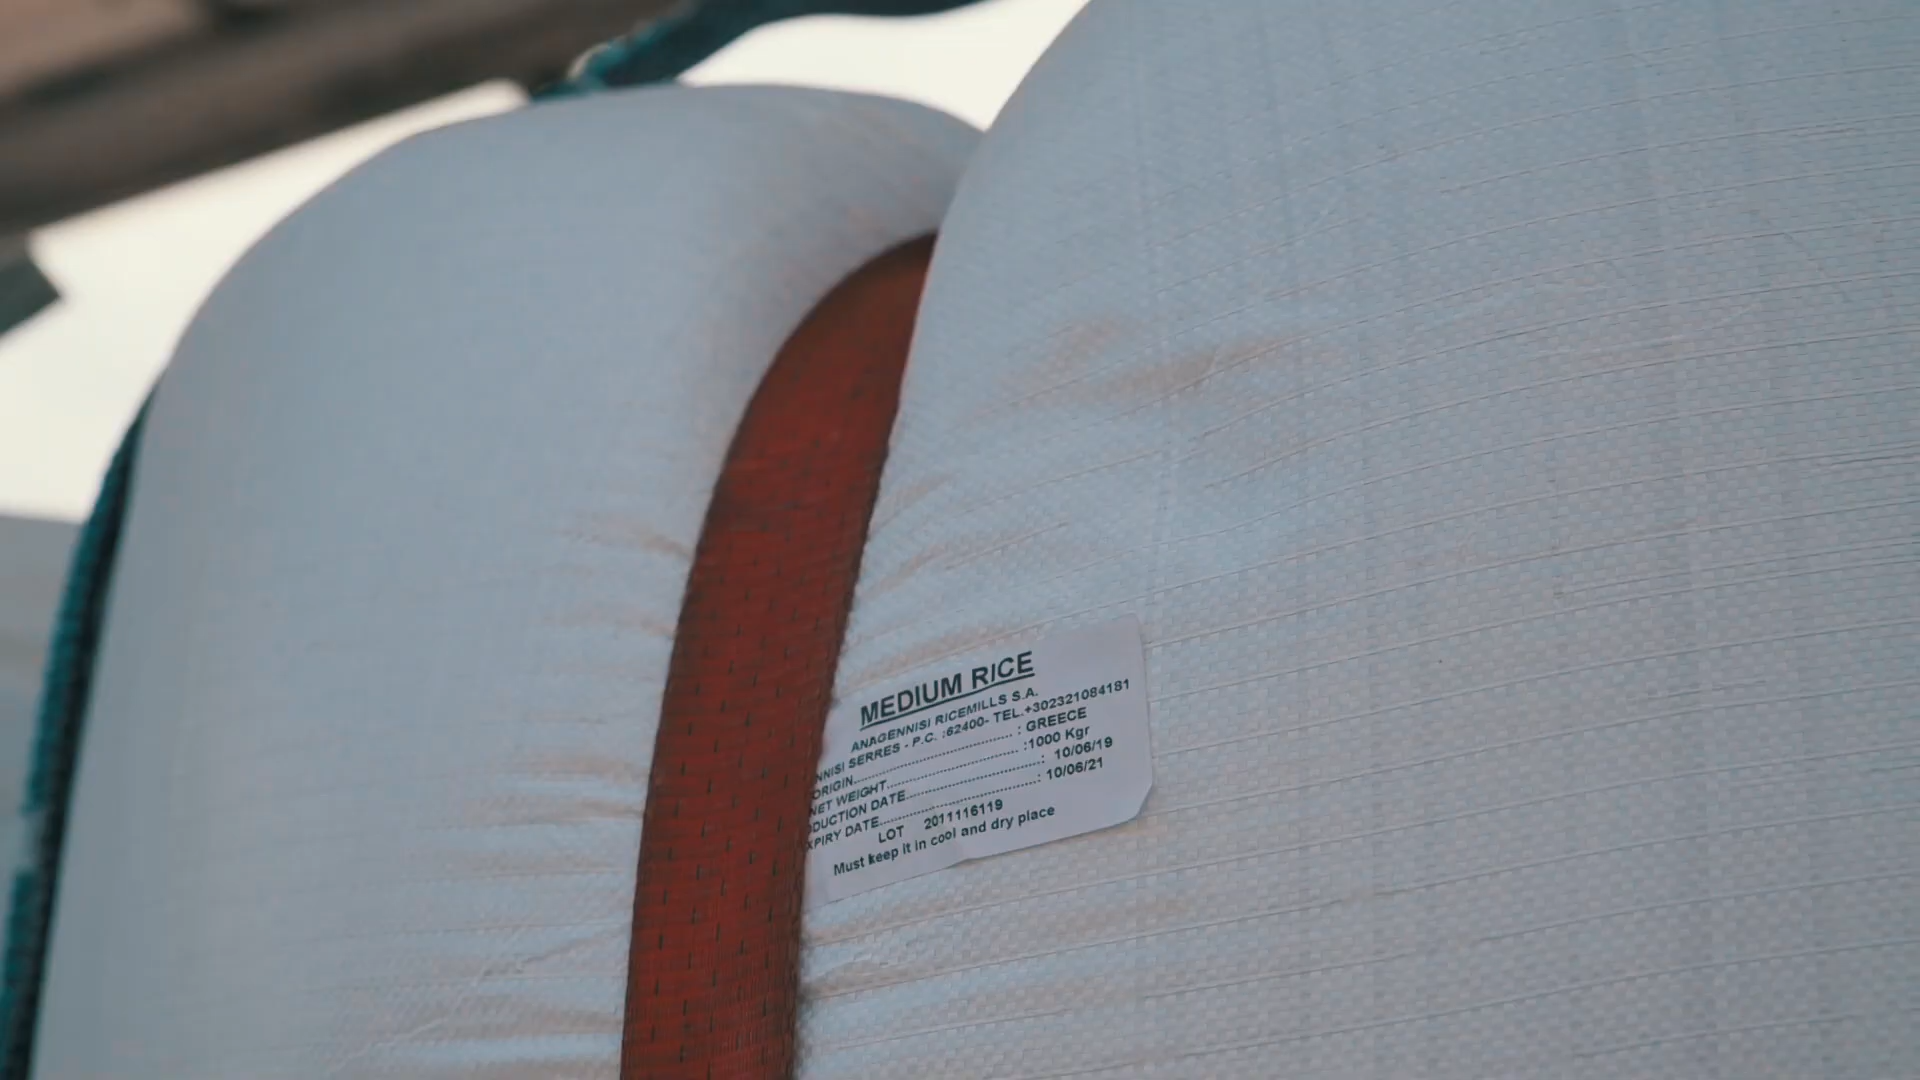 MEDIUM RICE
ANAGENNISI RICEMILLS S.A.
NNISI SERRES - P.C. :62400- TEL.+302321084181
ORIGIN.............................. : GREECE
NET WEIGHT......................... :1000 Kgr
DUCTION DATE......................... : 10/06/19
XPIRY DATE............................. : 10/06/21
LOT 2011116119
Must keep it in cool and dry place